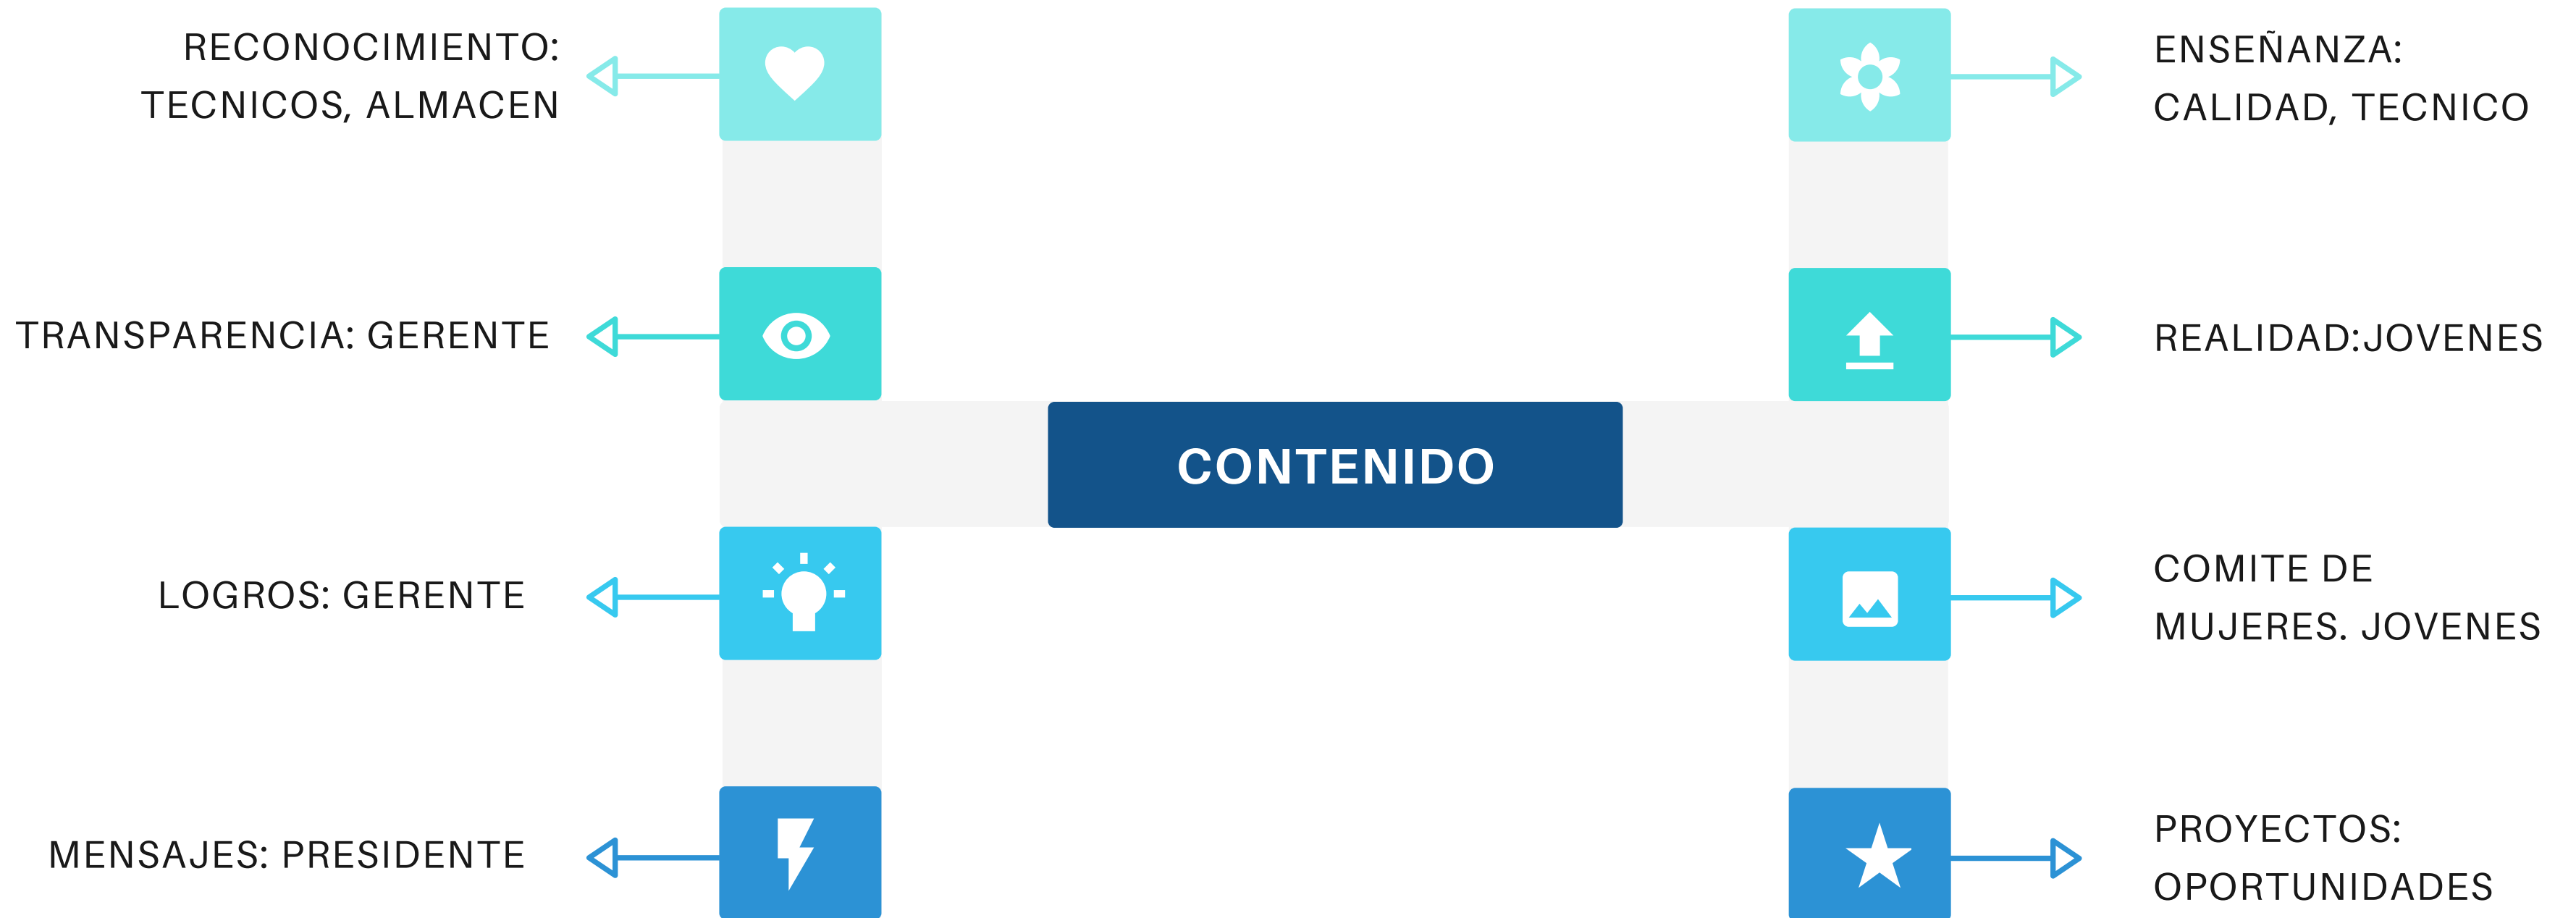 RECONOCIMIENTO:
TECNICOS, ALMACEN
TRANSPARENCIA: GERENTE
LOGROS: GERENTE
MENSAJES: PRESIDENTE
CONTENIDO
ENSEÑANZA:
CALIDAD, TECNICO
REALIDAD:JOVENES
COMITE DE
MUJERES. JOVENES
PROYECTOS:
OPORTUNIDADES